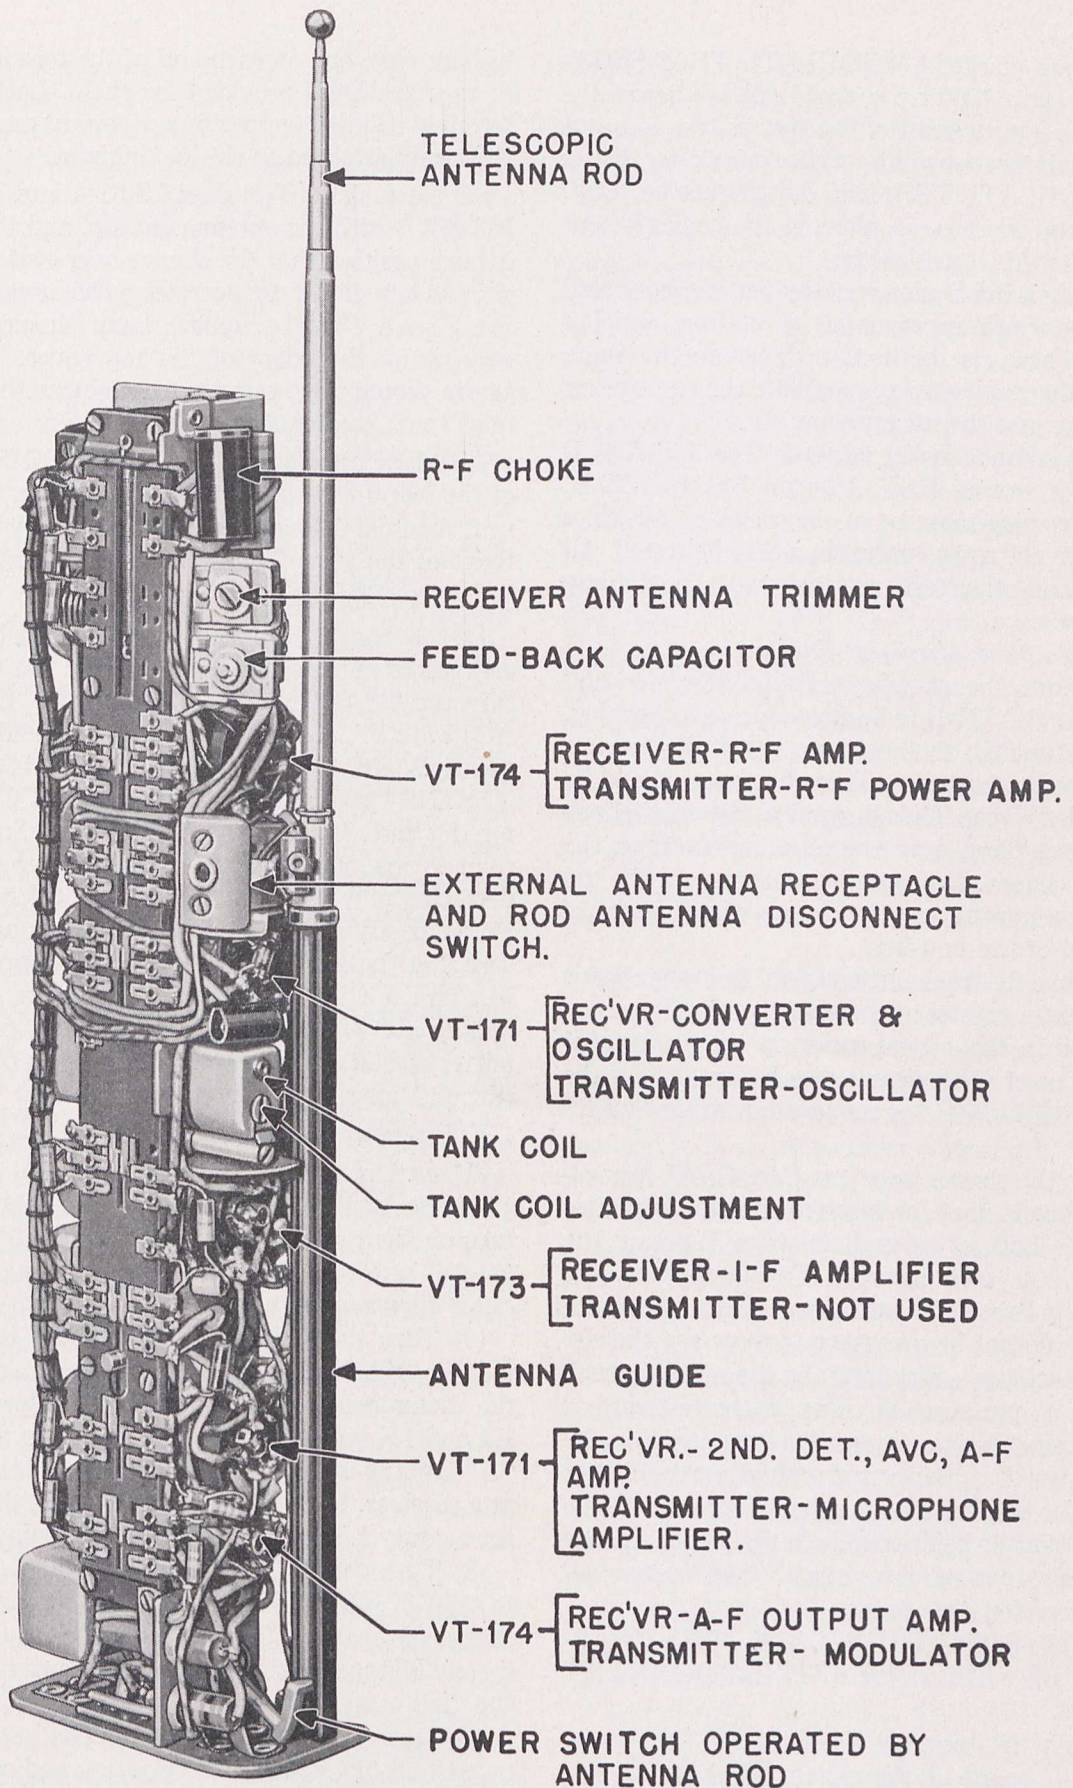 TELESCOPIC
ANTENNA ROD
R-F CHOKE
RECEIVER ANTENNA TRIMMER
FEED-BACK CAPACITOR
VT-174
RECEIVER-R-F AMP.
TRANSMITTER-R-F POWER AMP.
EXTERNAL ANTENNA RECEPTACLE
AND ROD ANTENNA DISCONNECT
SWITCH.
VT-171
REC'VR-CONVERTER &
OSCILLATOR
TRANSMITTER-OSCILLATOR
TANK COIL
TANK COIL ADJUSTMENT
VT-173
RECEIVER-I-F AMPLIFIER
TRANSMITTER-NOT USED
ANTENNA GUIDE
VT-171
REC'VR.-2ND. DET., AVC, A-F
AMP.
TRANSMITTER-MICROPHONE
AMPLIFIER.
VT-174
REC'VR-A-F OUTPUT AMP.
TRANSMITTER- MODULATOR
POWER SWITCH OPERATED BY
ANTENNA ROD